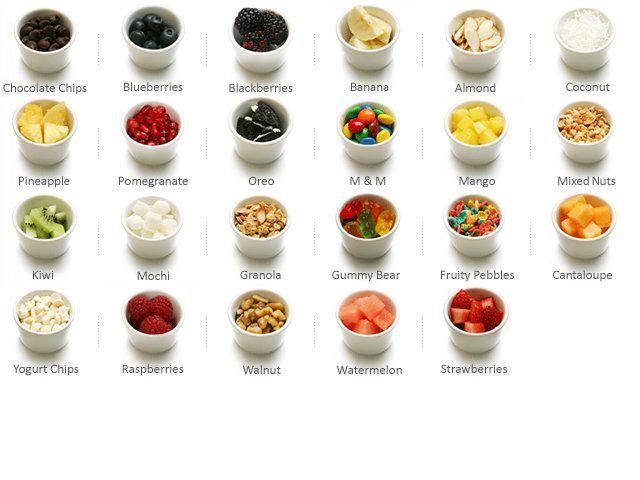 Chocolate Chips
Blueberries
Blackberries
Banana
Almond
Coconut
Pineapple
Pomegranate
Oreo
M & M
Mango
Mixed Nuts
Kiwi
Mochi
Granola
Gummy Bear
Fruity Pebbles
Cantaloupe
Yogurt Chips
Raspberries
Walnut
Watermelon
Strawberries